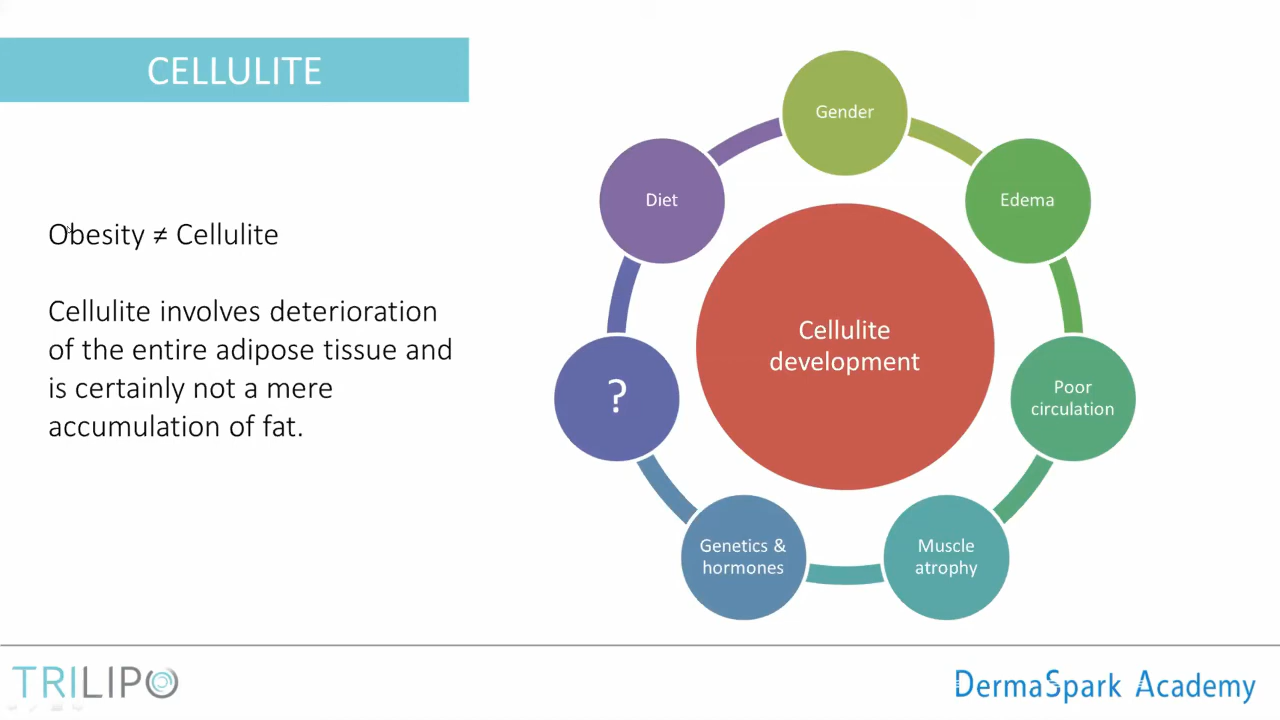 CELLULITE
Obesity ≠ Cellulite
Cellulite involves deterioration
of the entire adipose tissue and
is certainly not a mere
accumulation of fat.
Gender
Edema
Poor
circulation
Muscle
atrophy
Genetics &
hormones
?
Diet
Cellulite
development
TRILIPO
DermaSpark Academy